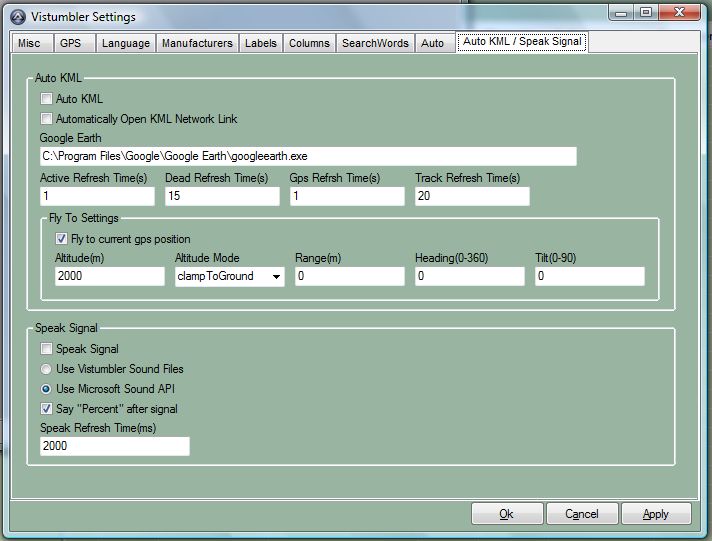 Vistumbler Settings
Misc GPS Language Manufacturers Labels Columns SearchWords Auto Auto KML / Speak Signal
Auto KML
Auto KML
Automatically Open KML Network Link
Google Earth
C:\Program Files\Google\Google Earth\googleearth.exe
Active Refresh Time(s) Dead Refresh Time(s) Gps Refrsh Time(s) Track Refresh Time(s)
1 15 1 20
Fly To Settings
Fly to current gps position
Altitude(m) Altitude Mode Range(m) Heading(0-360) Tilt(0-90)
2000 clampToGround 0 0 0
Speak Signal
Speak Signal
Use Vistumbler Sound Files
Use Microsoft Sound API
Say "Percent" after signal
Speak Refresh Time(ms)
2000
Ok Cancel Apply